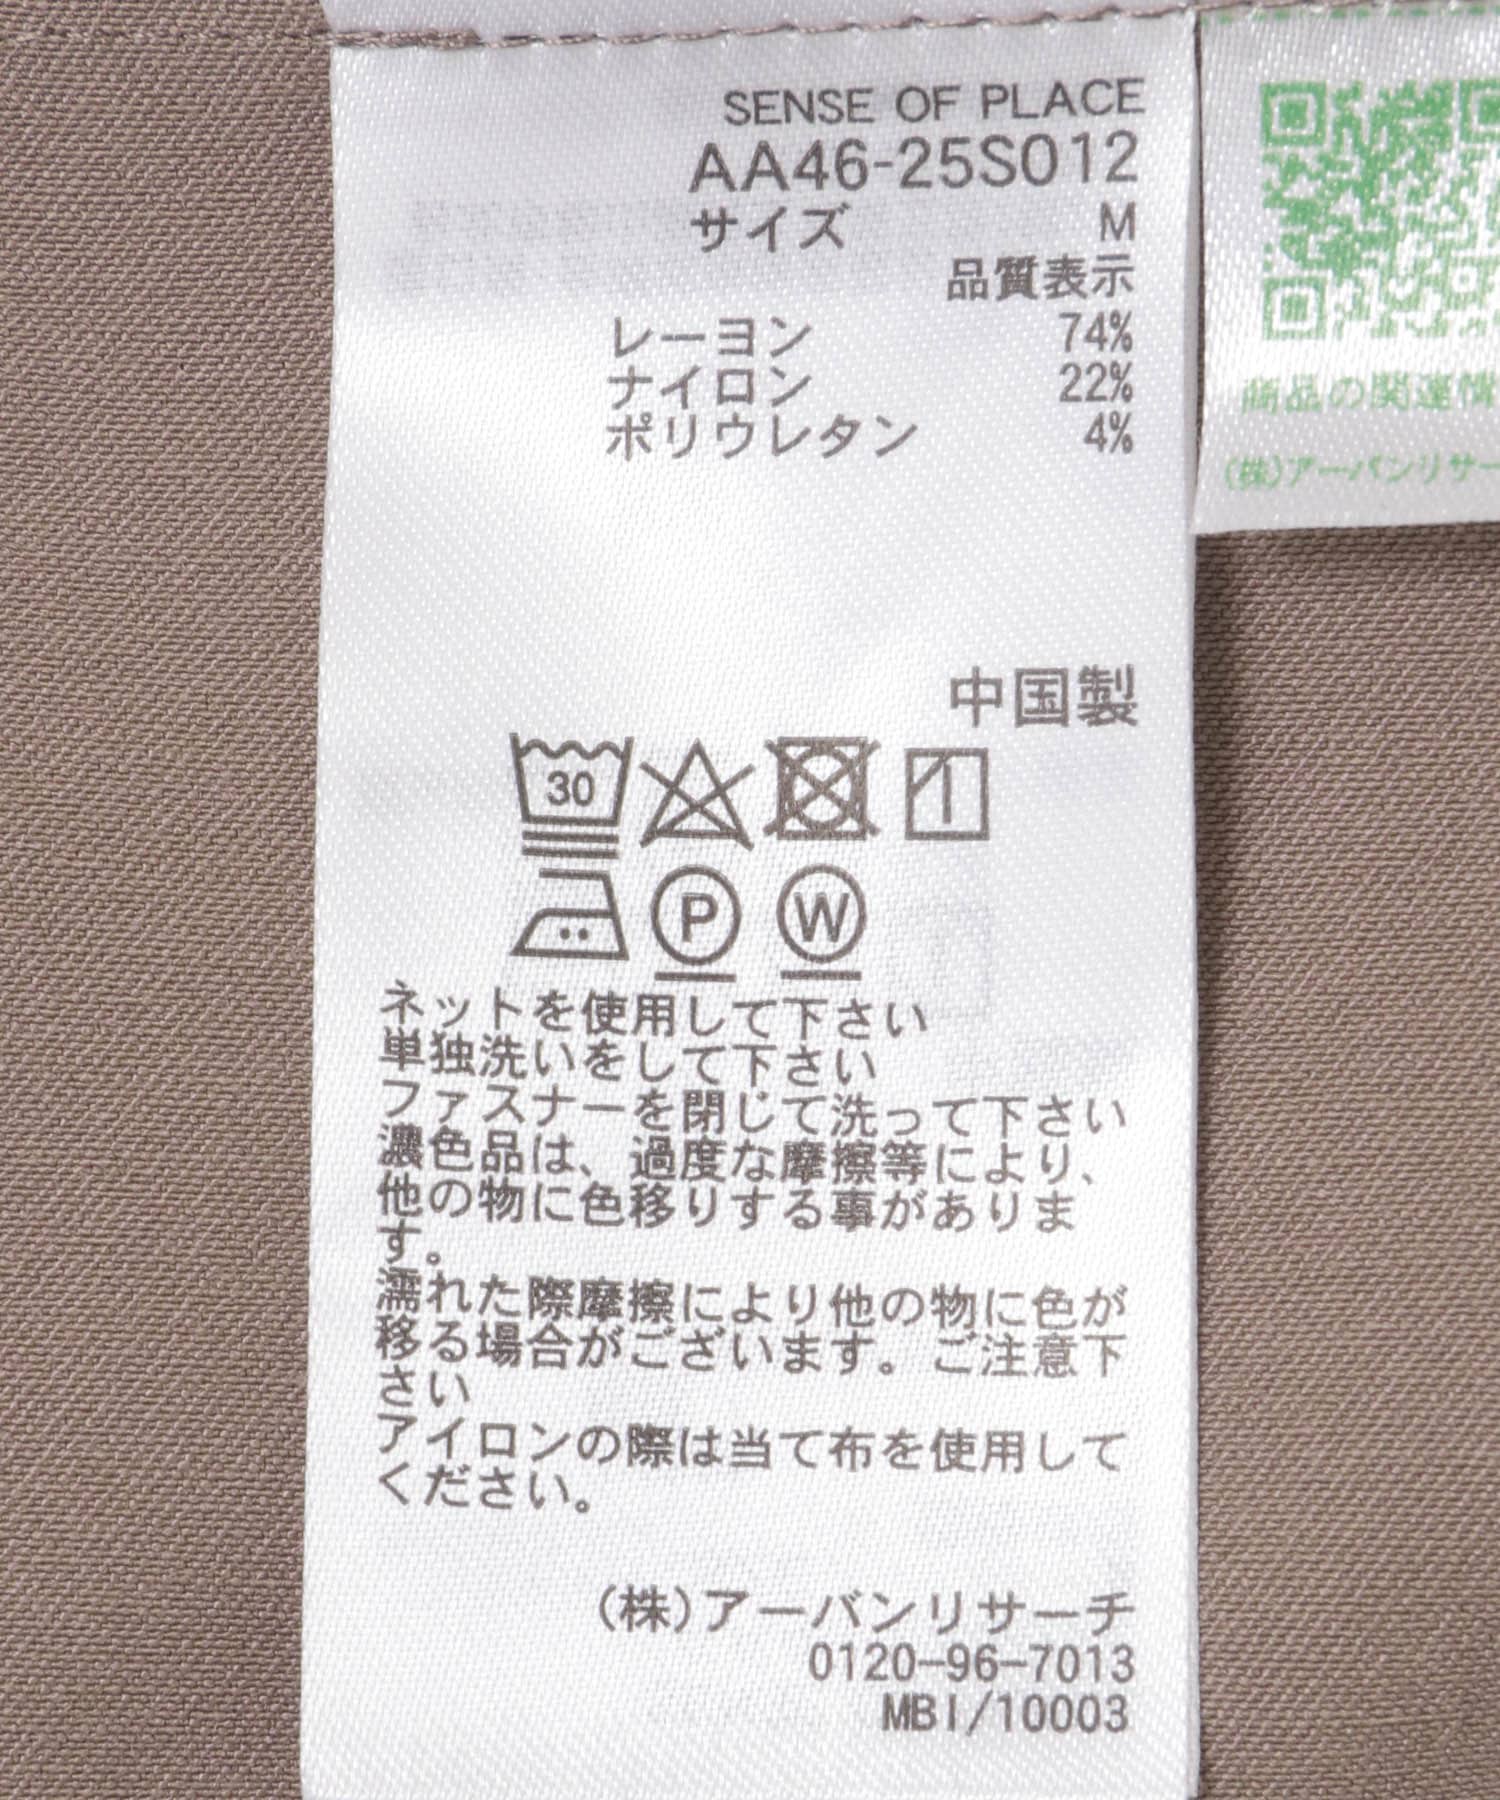 SENSE OF PLACE
AA46-25S012
サイズ M
品質表示
レーヨン 74%
ナイロン 22%
ポリウレタン 4%
中国製
30
P W
ネットを使用して下さい
単独洗いをして下さい
ファスナーを閉じて洗って下さい
濃色品は、過度な摩擦等により、
他の物に色移りする事がありま
す。
濡れた際摩擦により他の物に色が
移る場合がございます。ご注意下
さい
アイロンの際は当て布を使用して
ください。
(株)アーバンリサーチ
0120-96-7013
MBI/10003
商品の関連情
(株)アーバンリサー